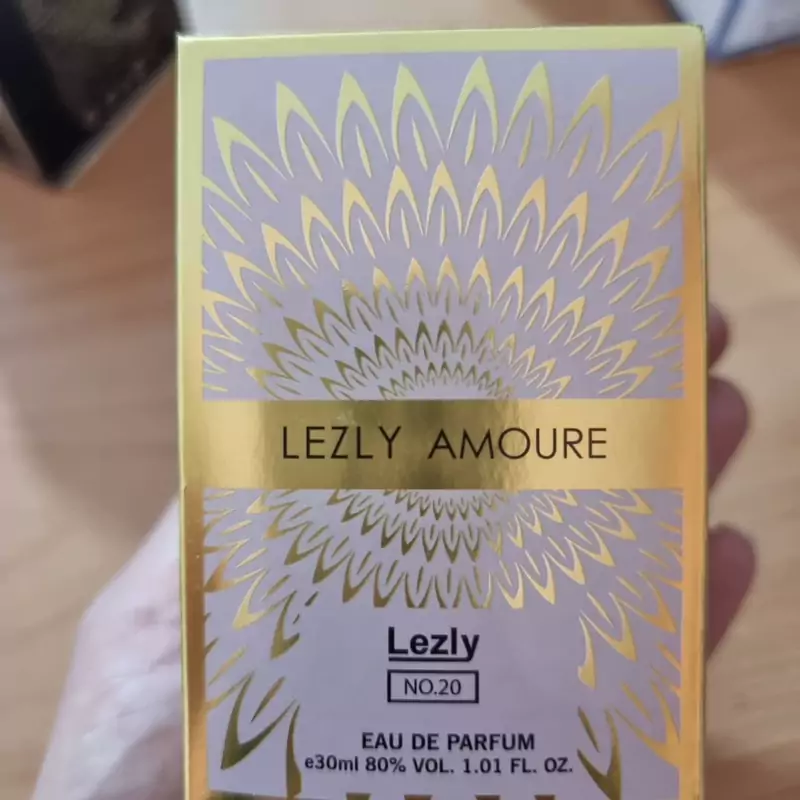 LEZLY AMOURE
Lezly
NO.20
EAU DE PARFUM
e30ml 80% VOL. 1.01 FL. OZ.